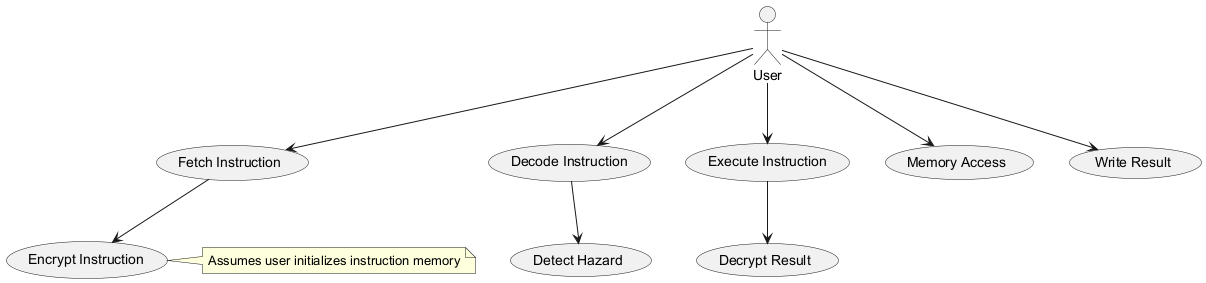 User
Fetch Instruction
Decode Instruction
Execute Instruction
Memory Access
Write Result
Encrypt Instruction
Assumes user initializes instruction memory
Detect Hazard
Decrypt Result